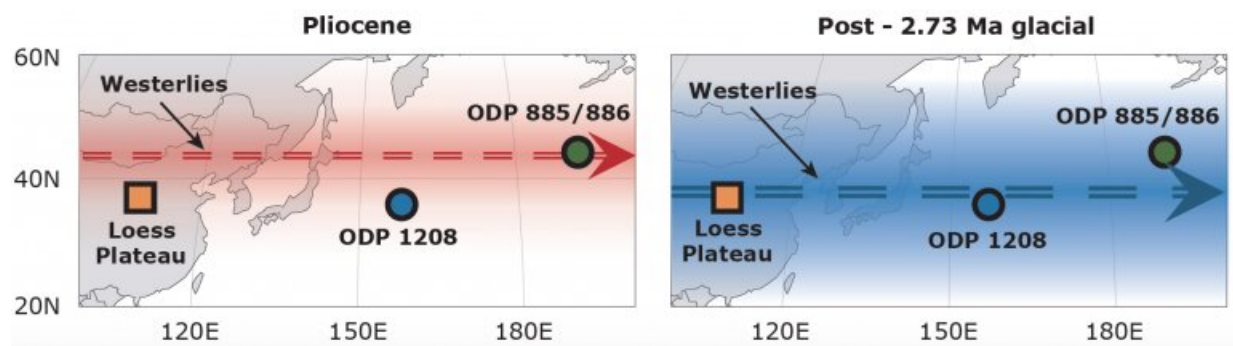 Pliocene
Post - 2.73 Ma glacial
60N
Westerlies
ODP 885/886
40N
Loess
Plateau
ODP 1208
20N
120E
150E
180E
Westerlies
ODP 885/886
Loess
Plateau
ODP 1208
120E
150E
180E